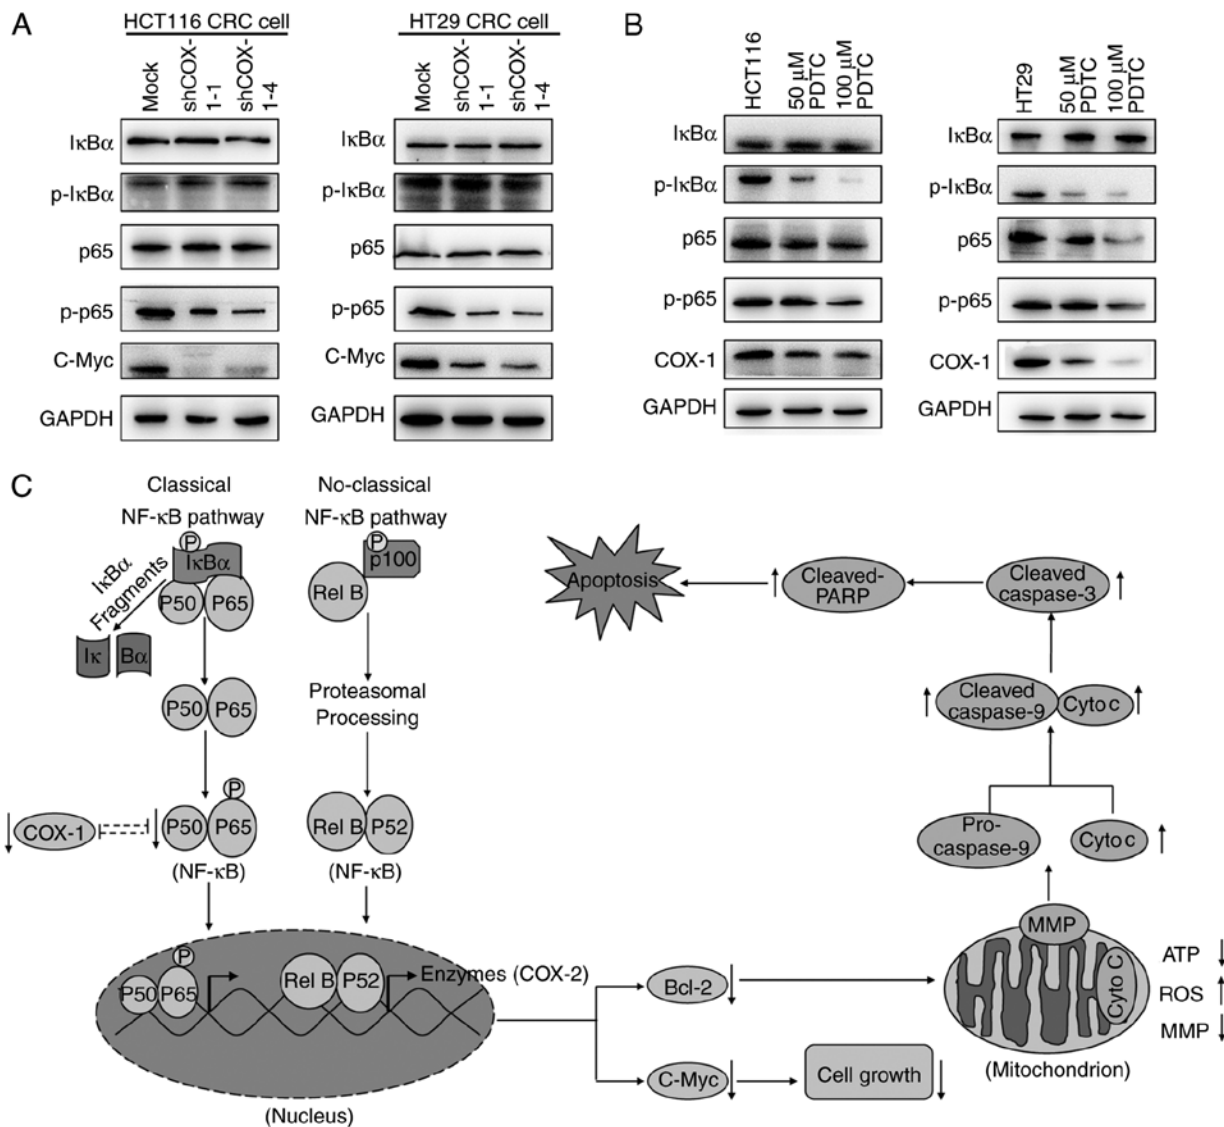 A
HCT116 CRC cell
Mock
shCOX-
1-1
shCOX-
1-4
IκBα
p-IκBα
p65
p-p65
C-Myc
GAPDH
HT29 CRC cell
Mock
shCOX-
1-1
shCOX-
1-4
IκBα
p-IκBα
p65
p-p65
C-Myc
GAPDH
B
HCT116
50 μM
PDTC
100 μM
PDTC
IκBα
p-IκBα
p65
p-p65
COX-1
GAPDH
HT29
50 μM
PDTC
100 μM
PDTC
IκBα
p-IκBα
p65
p-p65
COX-1
GAPDH
C
Classical
NF-κB pathway
P
IκBα
P50
P65
IκBα
Fragments
Iκ
Bα
P50
P65
P
P50
P65
COX-1
(NF-κB)
No-classical
NF-κB pathway
P
p100
Rel B
Proteasomal
Processing
Rel B
P52
(NF-κB)
P
P50
P65
Rel B
P52
Enzymes (COX-2)
(Nucleus)
Bcl-2
C-Myc
Cell growth
MMP
Cyto C
(Mitochondrion)
ATP
ROS
MMP
Pro-
caspase-9
Cyto c
Cleaved
caspase-9
Cyto c
Cleaved
caspase-3
Cleaved-
PARP
Apoptosis